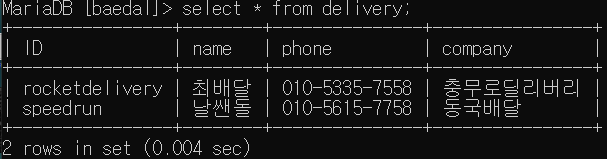 MariaDB [baedal]> select * from delivery;
+----------------+--------+---------------+----------------+
| ID | name | phone | company |
+----------------+--------+---------------+----------------+
| rocketdelivery | 최배달 | 010-5335-7558 | 충무로딜리버리 |
| speedrun | 날쌘돌 | 010-5615-7758 | 동국배달 |
+----------------+--------+---------------+----------------+
2 rows in set (0.004 sec)